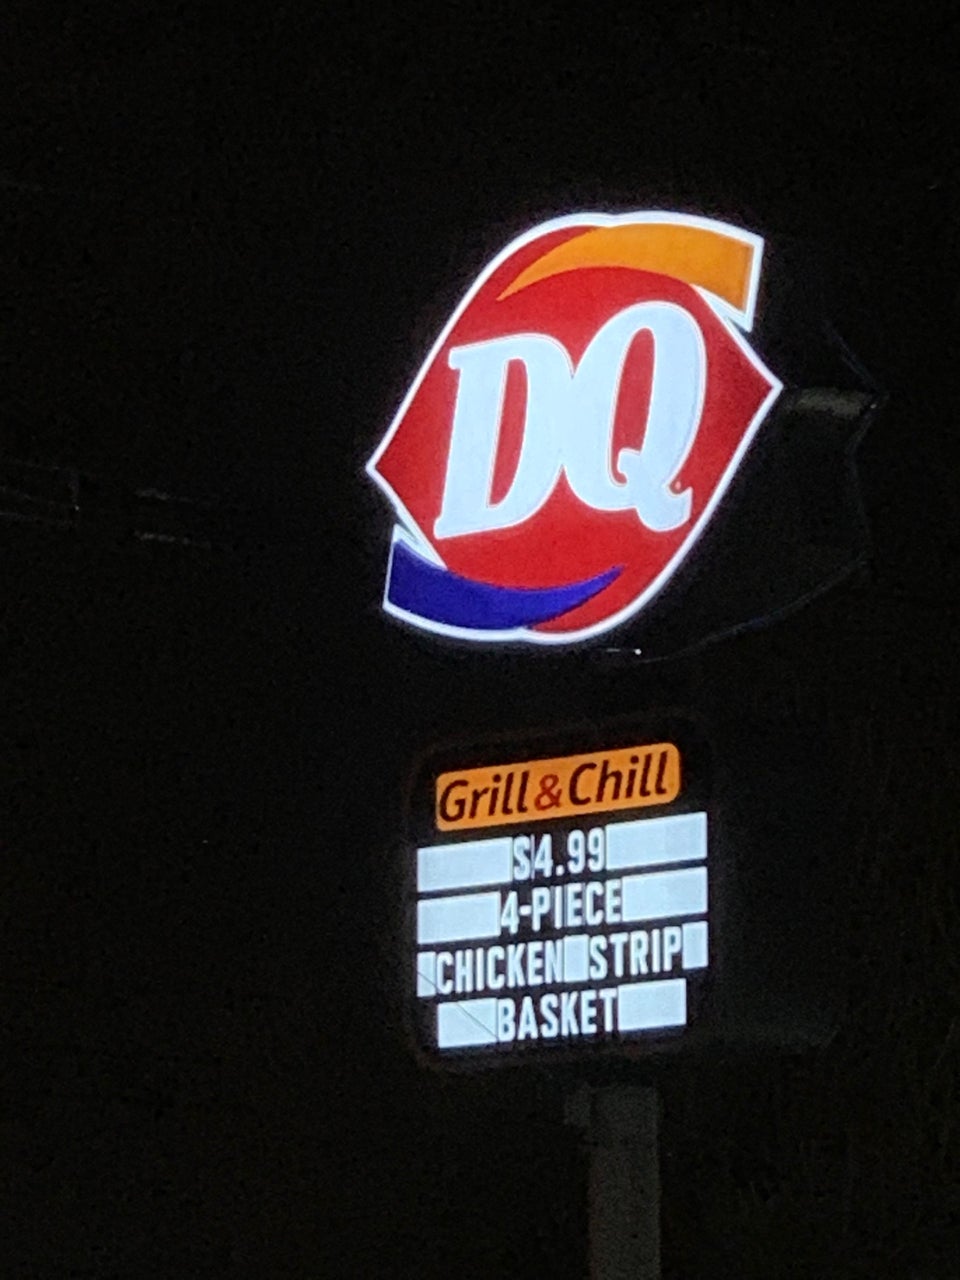 DQ
Grill&Chill
$4.99
4-PIECE
CHICKEN STRIP
BASKET